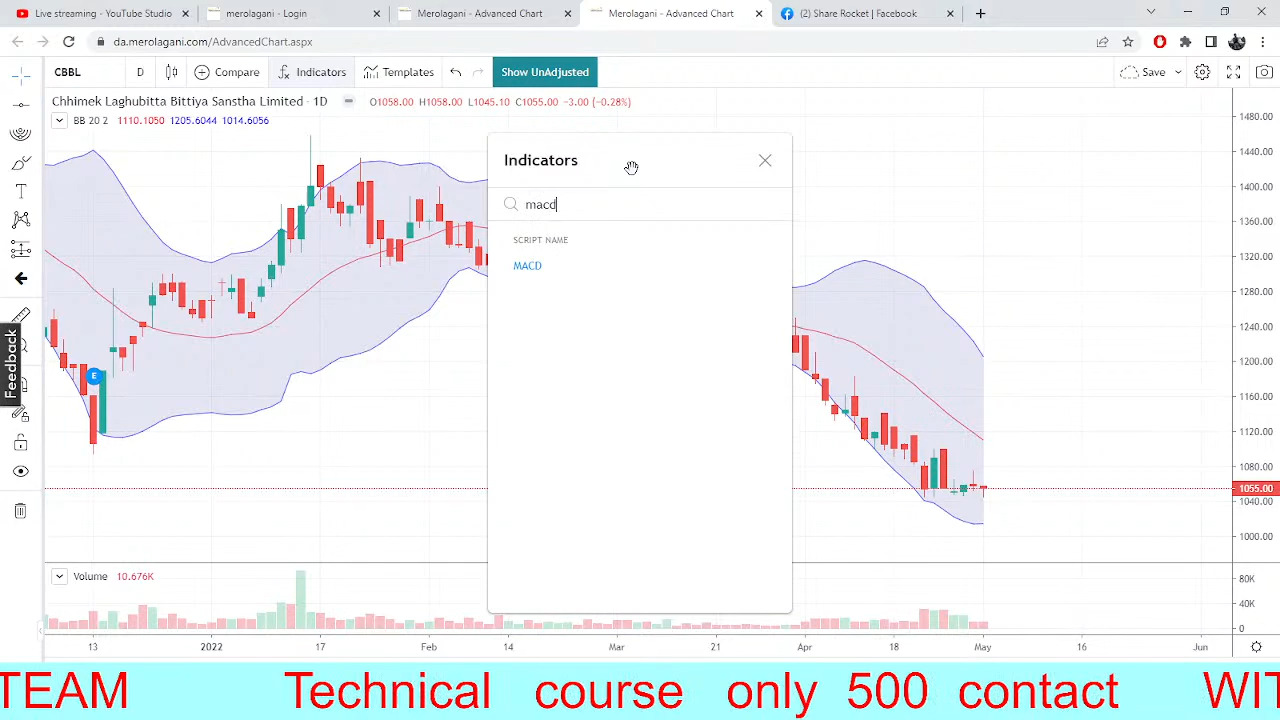 Live streaming - YouTube Studio
merolagani - Login
Merolagani - Advanced Chart
Merolagani - Advanced Chart
(2) Share Rocket | Facebook
da.merolagani.com/AdvancedChart.aspx
CBBL D Compare Indicators Templates Show UnAdjusted Save
Chhimek Laghubitta Bittiya Sanstha Limited · 1D O1058.00 H1058.00 L1045.10 C1055.00 -3.00 (-0.28%)
BB 20 2 1110.1050 1205.6044 1014.6056
Indicators
macd
SCRIPT NAME
MACD
1480.00
1440.00
1400.00
1360.00
1320.00
1280.00
1240.00
1200.00
1160.00
1120.00
1080.00
1055.00
1040.00
1000.00
E
Feedback
Volume 10.676K
80K
40K
0
13 2022 17 Feb 14 Mar 21 Apr 18 May 16 Jun
TEAM Technical course only 500 contact WIT